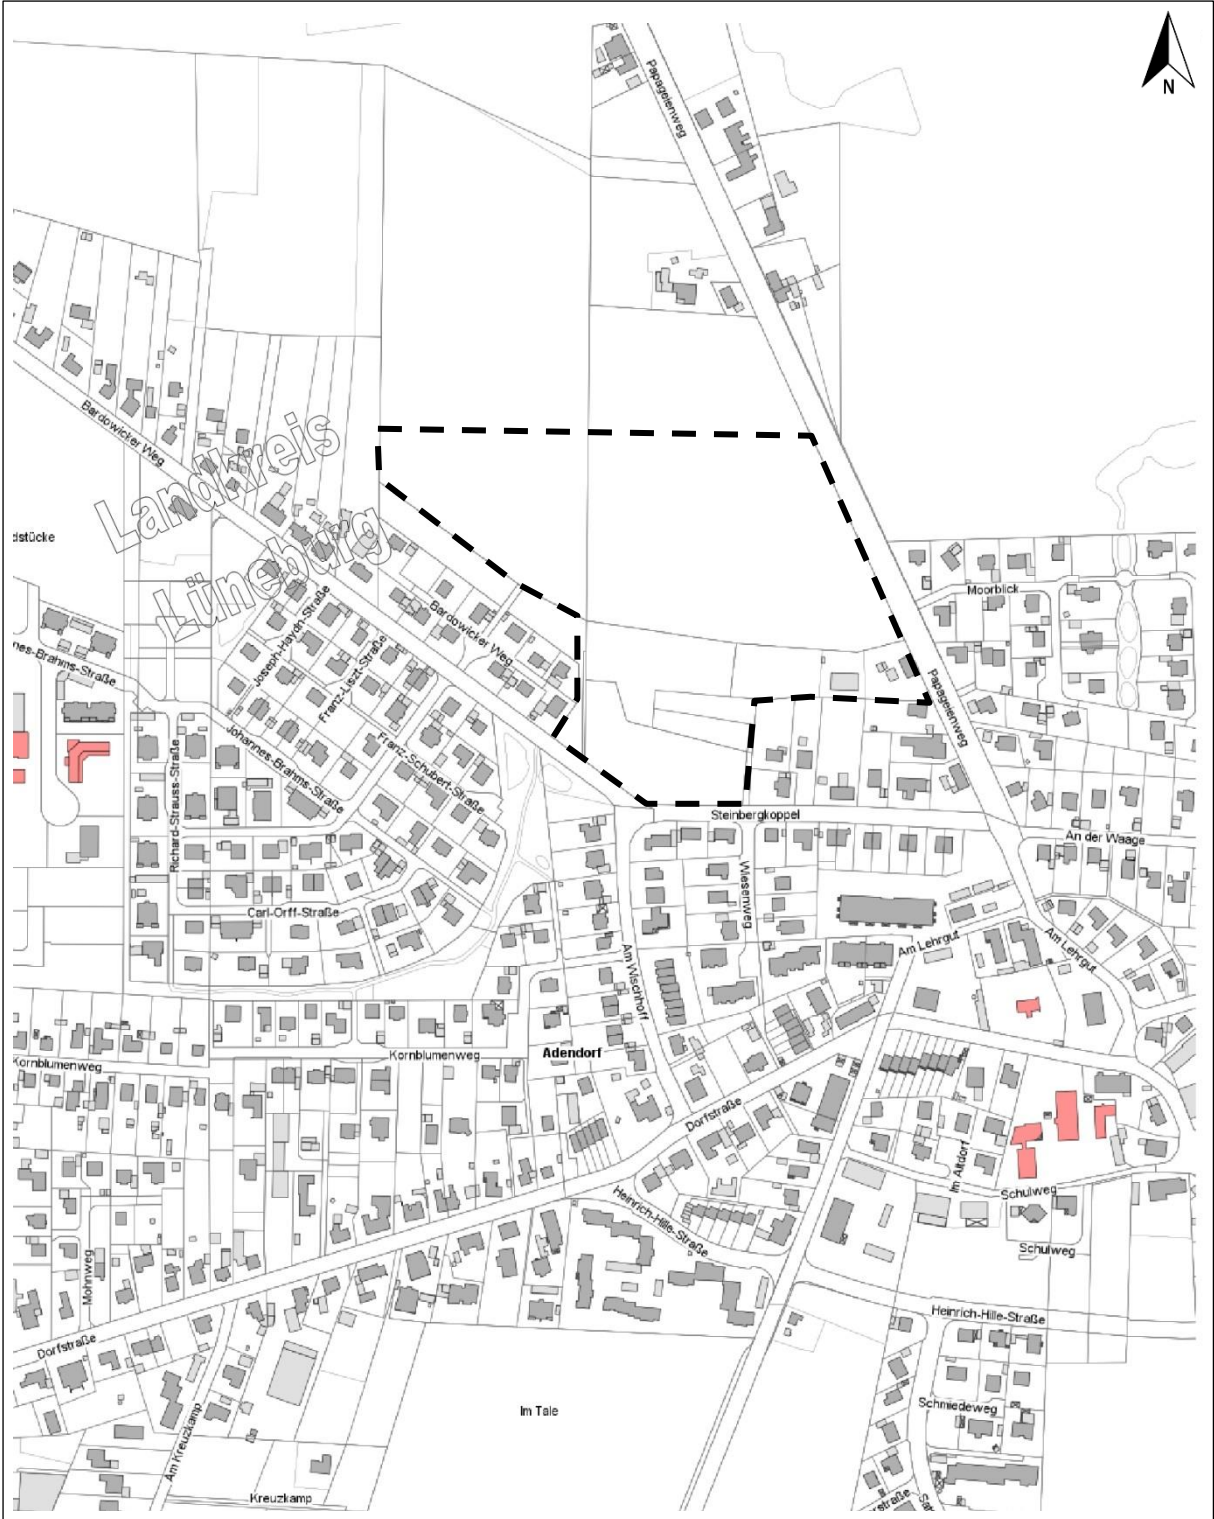 N
Papageienweg
Bardowicker Weg
Landkreis
Lüneburg
dstücke
Moorblick
Joseph-Haydn-Straße
Bardowicker Weg
Franz-Liszt-Straße
nes-Brahms-Straße
Papageienweg
Johannes-Brahms-Straße
Franz-Schubert-Straße
Richard-Strauss-Straße
Steinbergkoppel
An der Waage
Wiesenweg
Carl-Orff-Straße
Am Lehrgut
Am Lehrgut
Am Wischhoff
Adendorf
Kornblumenweg
Kornblumenweg
Dorfstraße
Im Altdorf
Schulweg
Heinrich-Hille-Straße
Schulweg
Mohnweg
Heinrich-Hille-Straße
Dorfstraße
Schmiedeweg
Im Tale
Am Kreuzkamp
Kreuzkamp
rstraße